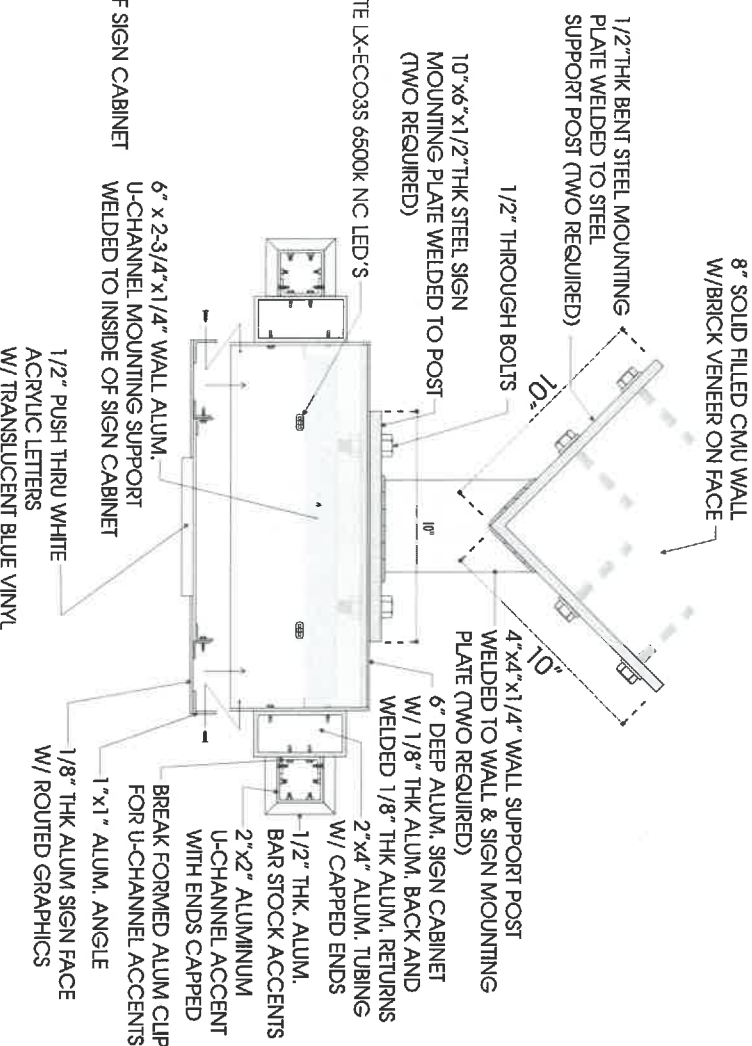 8" SOLID FILLED CMU WALL
W/BRICK VENEER ON FACE
1/2"THK BENT STEEL MOUNTING
PLATE WELDED TO STEEL
SUPPORT POST (TWO REQUIRED)
10"
10"
1/2" THROUGH BOLTS
10"x6"x1/2"THK STEEL SIGN
MOUNTING PLATE WELDED TO POST
(TWO REQUIRED)
10"
4"x4"x1/4" WALL SUPPORT POST
WELDED TO WALL & SIGN MOUNTING
PLATE (TWO REQUIRED)
6" DEEP ALUM. SIGN CABINET
W/ 1/8" THK ALUM. BACK AND
WELDED 1/8" THK ALUM. RETURNS
2"x4" ALUM. TUBING
W/ CAPPED ENDS
1/2" THK. ALUM.
BAR STOCK ACCENTS
2"x2" ALUMINUM
U-CHANNEL ACCENT
WITH ENDS CAPPED
BREAK FORMED ALUM CLIP
FOR U-CHANNEL ACCENTS
1"x1" ALUM. ANGLE
1/8" THK ALUM SIGN FACE
W/ ROUTED GRAPHICS
TE LX-ECO3S 6500k NC LED'S
6" x 2-3/4"x1/4" WALL ALUM.
U-CHANNEL MOUNTING SUPPORT
WELDED TO INSIDE OF SIGN CABINET
F SIGN CABINET
1/2" PUSH THRU WHITE
ACRYLIC LETTERS
W/ TRANSLUCENT BLUE VINYL